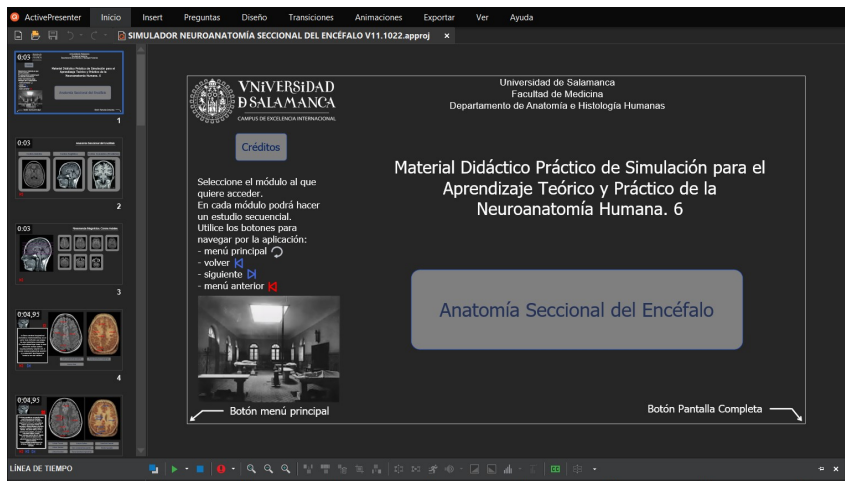 ActivePresenter Inicio Insert Preguntas Diseño Transiciones Animaciones Exportar Ver Ayuda
SIMULADOR NEUROANATOMÍA SECCIONAL DEL ENCÉFALO V11.1022.approj ×
0:03
1
0:03
2
0:03
3
0:04,95
4
0:04,95
VNiVERSiDAD
D SALAMANCA
CAMPUS DE EXCELENCIA INTERNACIONAL
Universidad de Salamanca
Facultad de Medicina
Departamento de Anatomía e Histología Humanas
Créditos
Seleccione el módulo al que
quiere acceder.
En cada módulo podrá hacer
un estudio secuencial.
Utilice los botones para
navegar por la aplicación:
- menú principal
- volver
- siguiente
- menú anterior
Material Didáctico Práctico de Simulación para el
Aprendizaje Teórico y Práctico de la
Neuroanatomía Humana. 6
Anatomía Seccional del Encéfalo
Botón menú principal
Botón Pantalla Completa
LÍNEA DE TIEMPO